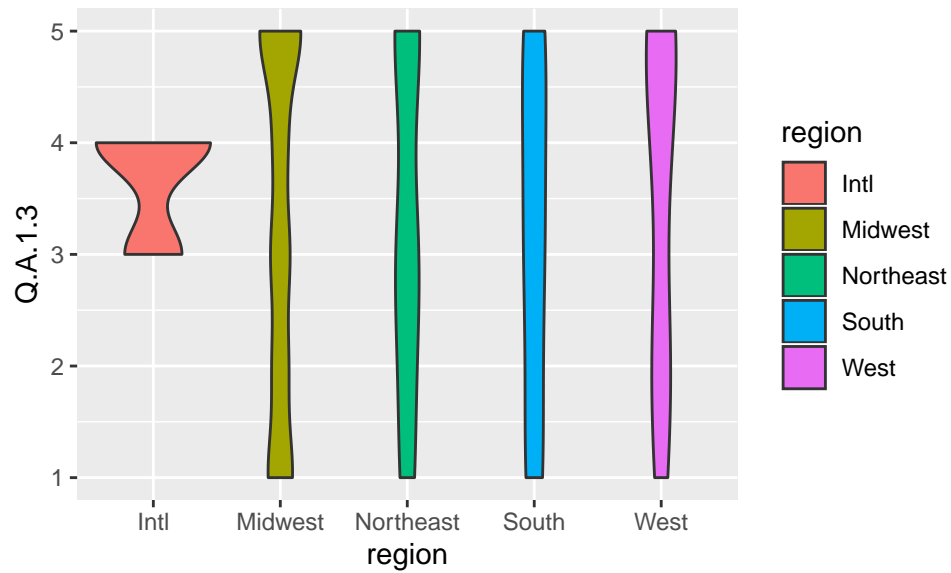 5
4
3
2
1
Q.A.1.3
Intl
Midwest
Northeast
South
West
region
region
Intl
Midwest
Northeast
South
West